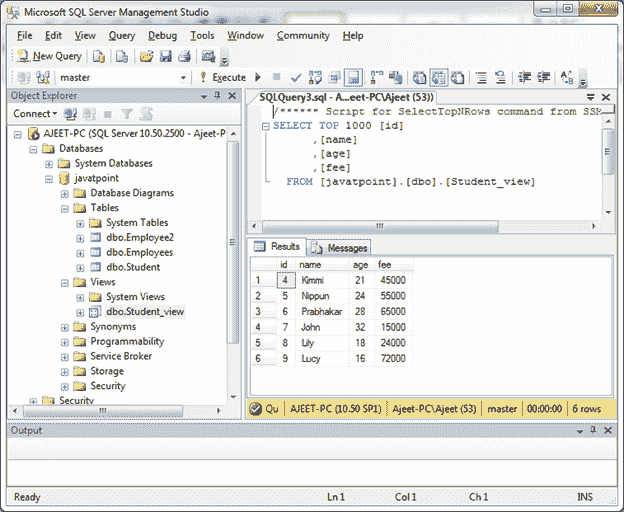 Microsoft SQL Server Management Studio
File Edit View Query Debug Tools Window Community Help
New Query
master Execute
Object Explorer
Connect
AJEET-PC (SQL Server 10.50.2500 - Ajeet-P
Databases
System Databases
javatpoint
Database Diagrams
Tables
System Tables
dbo.Employee2
dbo.Employees
dbo.Student
Views
System Views
dbo.Student_view
Synonyms
Programmability
Service Broker
Storage
Security
Security
SQLQuery3.sql - A...eet-PC\Ajeet (53))
/****** Script for SelectTopNRows command from SSM
SELECT TOP 1000 [id]
,[name]
,[age]
,[fee]
FROM [javatpoint].[dbo].[Student_view]
Results Messages
id name age fee
1 4 Kimmi 21 45000
2 5 Nippun 24 55000
3 6 Prabhakar 28 65000
4 7 John 32 15000
5 8 Lily 18 24000
6 9 Lucy 16 72000
Qu AJEET-PC (10.50 SP1) Ajeet-PC\Ajeet (53) master 00:00:00 6 rows
Output
Ready Ln 1 Col 1 Ch 1 INS